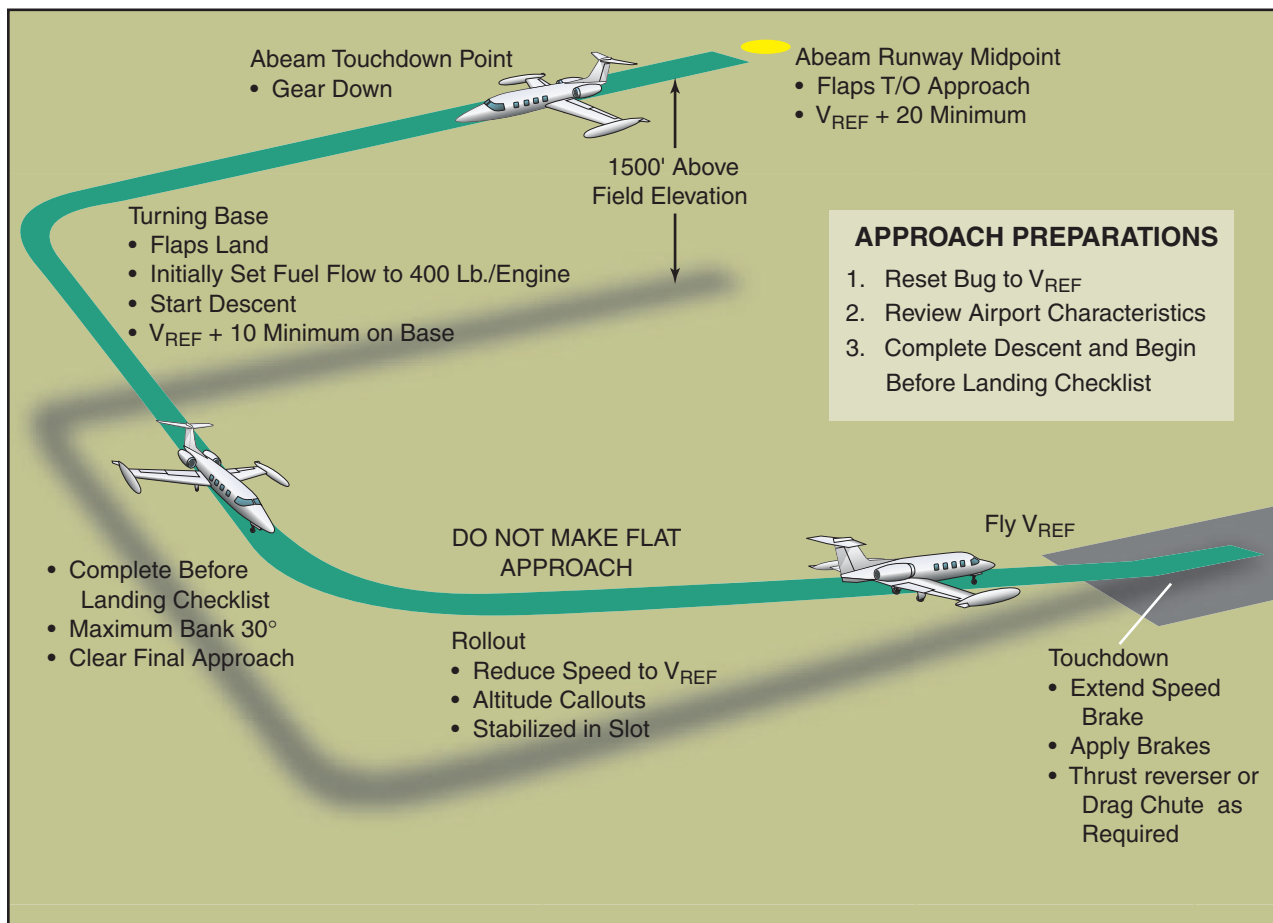 Abeam Touchdown Point
• Gear Down
Abeam Runway Midpoint
• Flaps T/O Approach
• VREF + 20 Minimum
1500' Above
Field Elevation
Turning Base
• Flaps Land
• Initially Set Fuel Flow to 400 Lb./Engine
• Start Descent
• VREF + 10 Minimum on Base
APPROACH PREPARATIONS
1. Reset Bug to VREF
2. Review Airport Characteristics
3. Complete Descent and Begin
Before Landing Checklist
• Complete Before
Landing Checklist
• Maximum Bank 30°
• Clear Final Approach
DO NOT MAKE FLAT
APPROACH
Fly VREF
Rollout
• Reduce Speed to VREF
• Altitude Callouts
• Stabilized in Slot
Touchdown
• Extend Speed
Brake
• Apply Brakes
• Thrust reverser or
Drag Chute as
Required